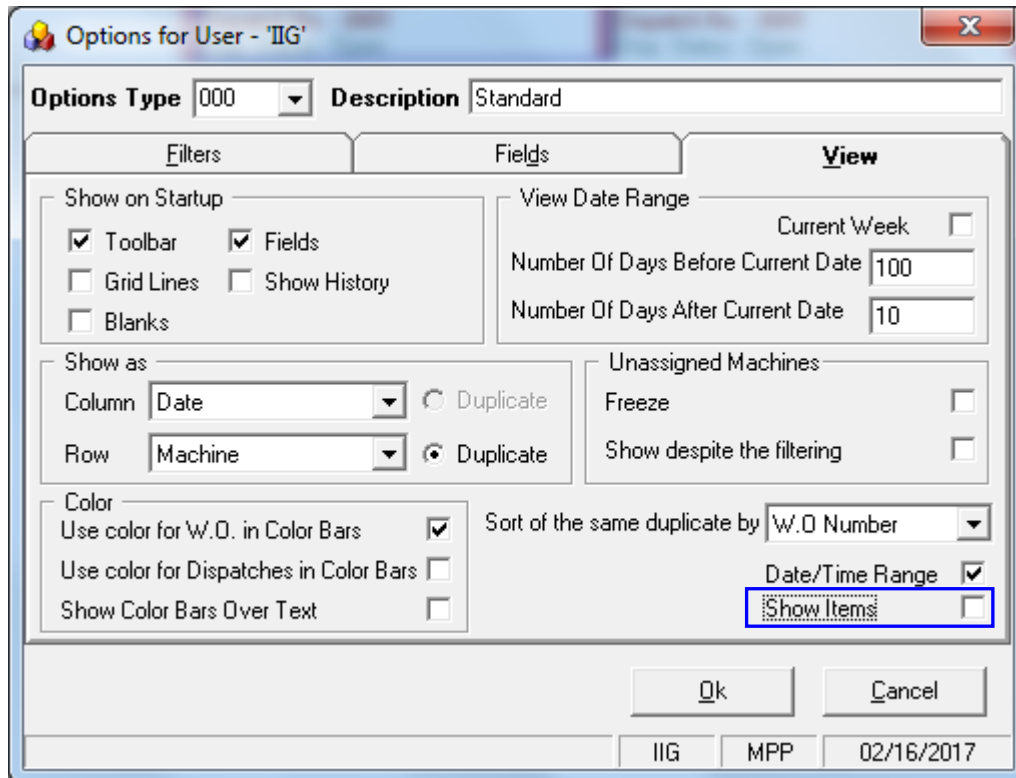 Options for User - 'IIG'
Options Type 000 Description Standard
Filters Fields View
Show on Startup
Toolbar Fields
Grid Lines Show History
Blanks
View Date Range
Current Week
Number Of Days Before Current Date 100
Number Of Days After Current Date 10
Show as
Column Date Duplicate
Row Machine Duplicate
Unassigned Machines
Freeze
Show despite the filtering
Color
Use color for W.O. in Color Bars
Use color for Dispatches in Color Bars
Show Color Bars Over Text
Sort of the same duplicate by W.O Number
Date/Time Range
Show Items
Ok Cancel
IIG MPP 02/16/2017